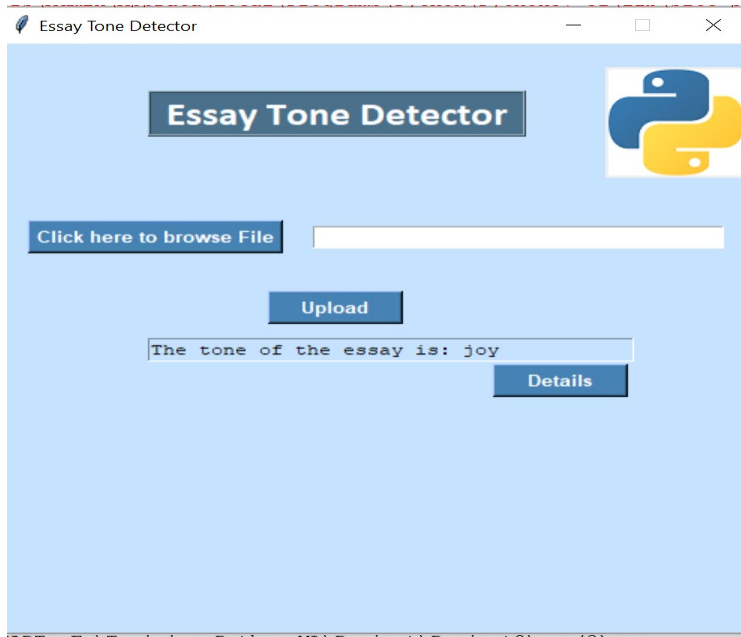 Essay Tone Detector
Essay Tone Detector
Click here to browse File
Upload
The tone of the essay is: joy
Details